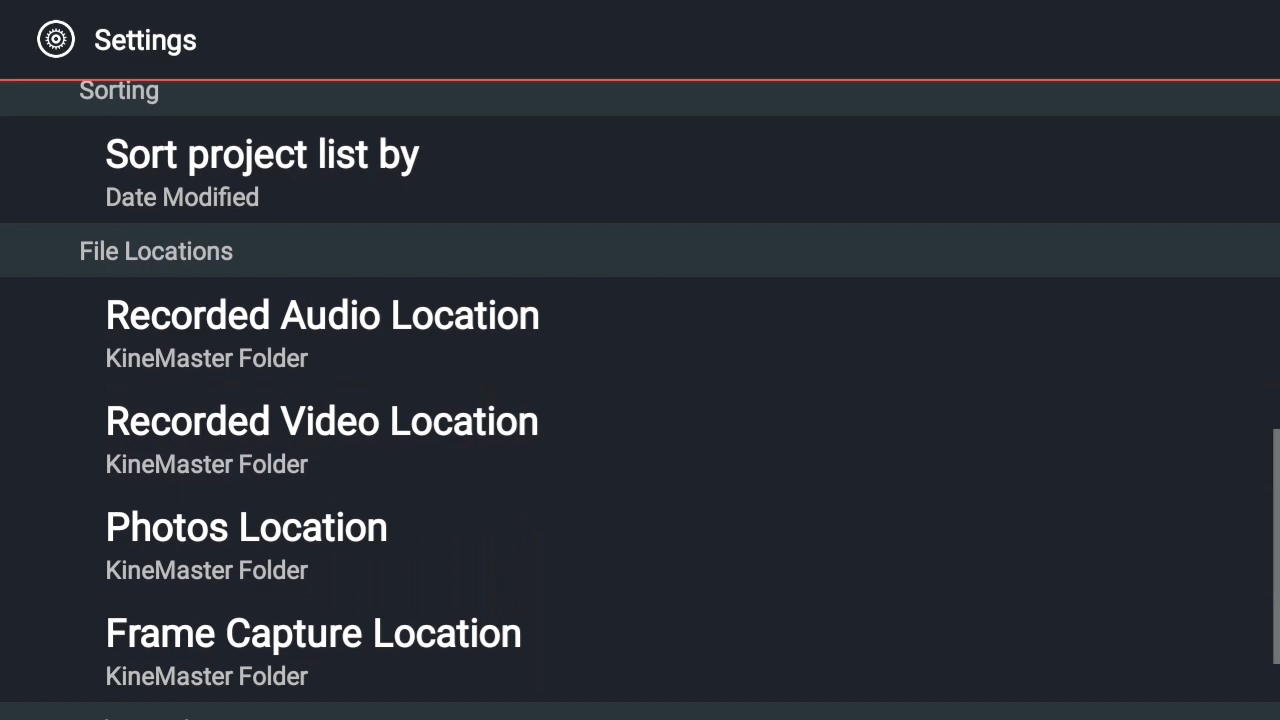 Settings
Sorting
Sort project list by
Date Modified
File Locations
Recorded Audio Location
KineMaster Folder
Recorded Video Location
KineMaster Folder
Photos Location
KineMaster Folder
Frame Capture Location
KineMaster Folder